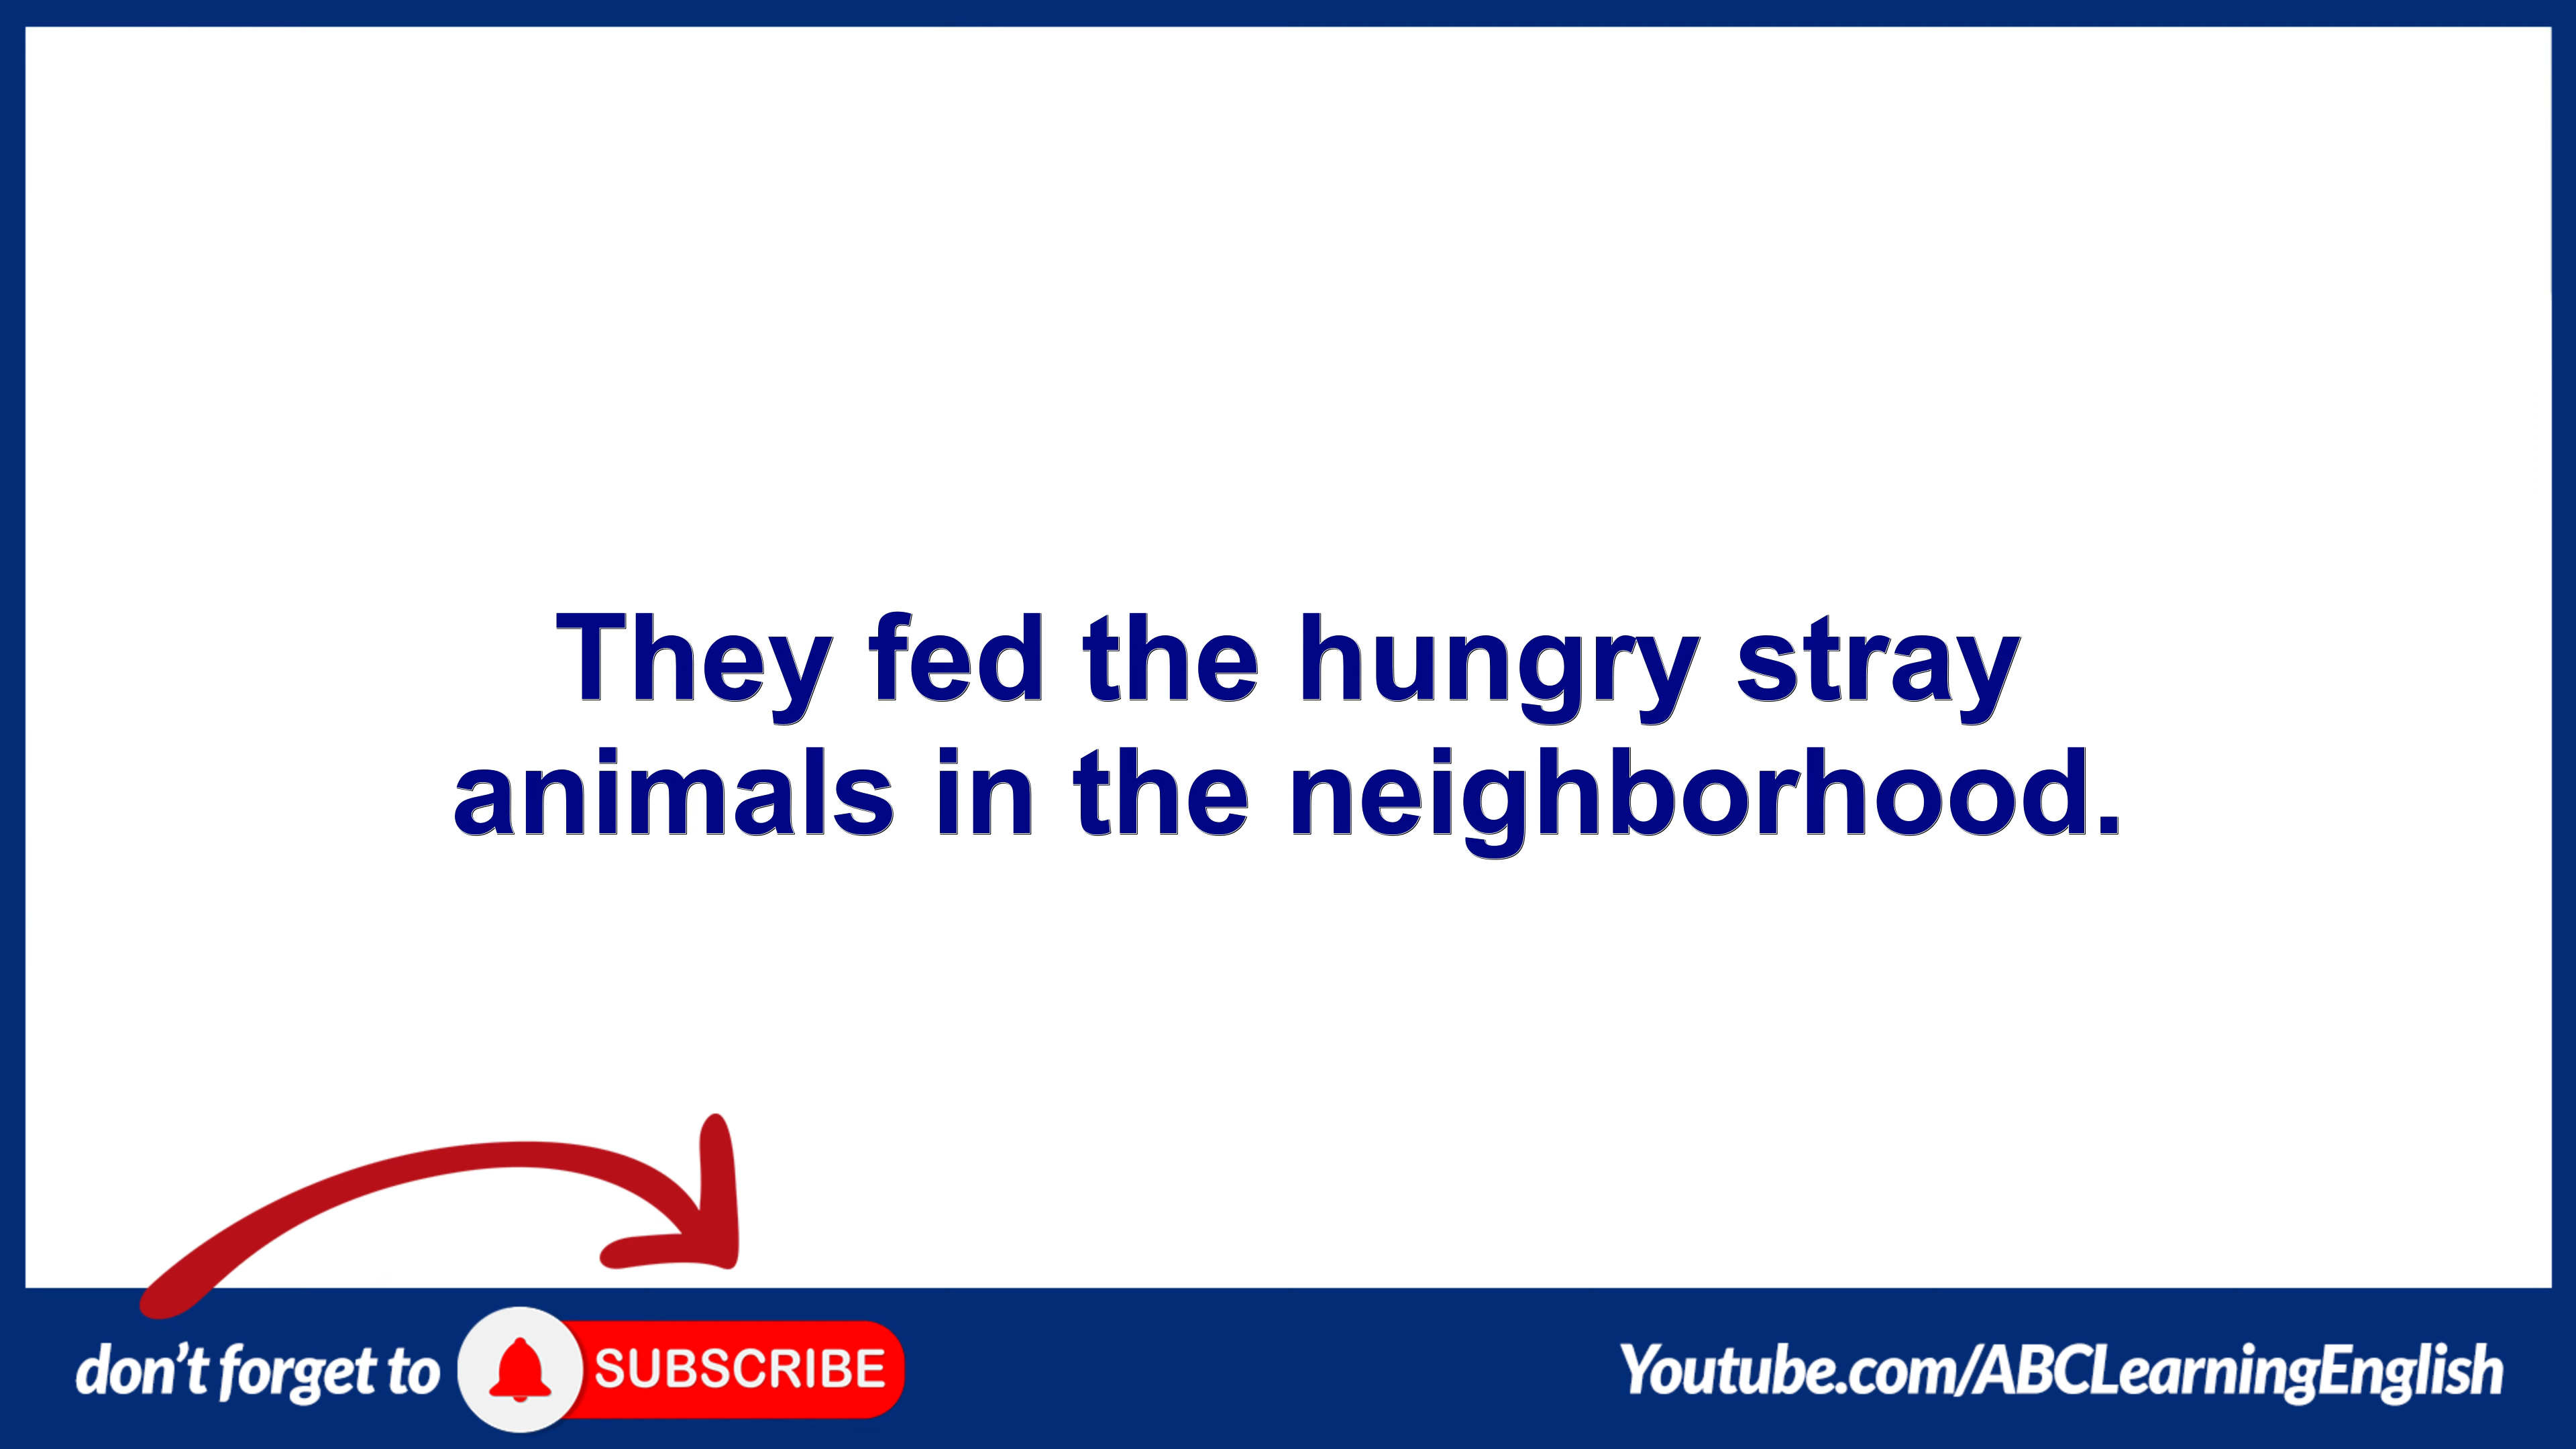 They fed the hungry stray
animals in the neighborhood.
don't forget to SUBSCRIBE
Youtube.com/ABCLearningEnglish